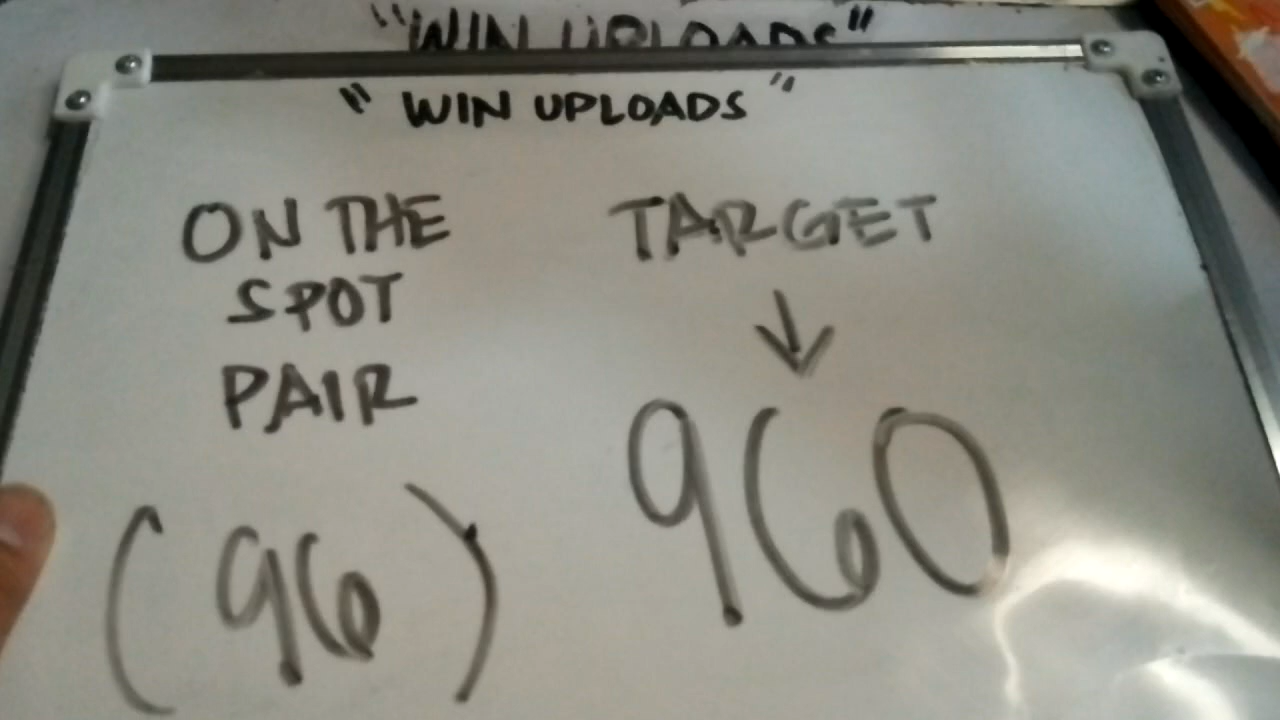 "WIN UPLOADS"
"WIN UPLOADS"
ON THE
SPOT
PAIR
(96)
TARGET
↓
960